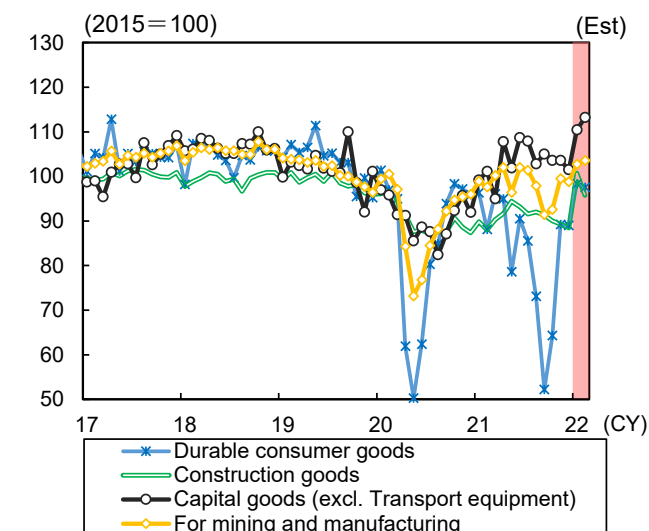 (2015＝100)
(Est)
130
120
110
100
90
80
70
60
50
17 18 19 20 21 22 (CY)
Durable consumer goods
Construction goods
Capital goods (excl. Transport equipment)
For mining and manufacturing